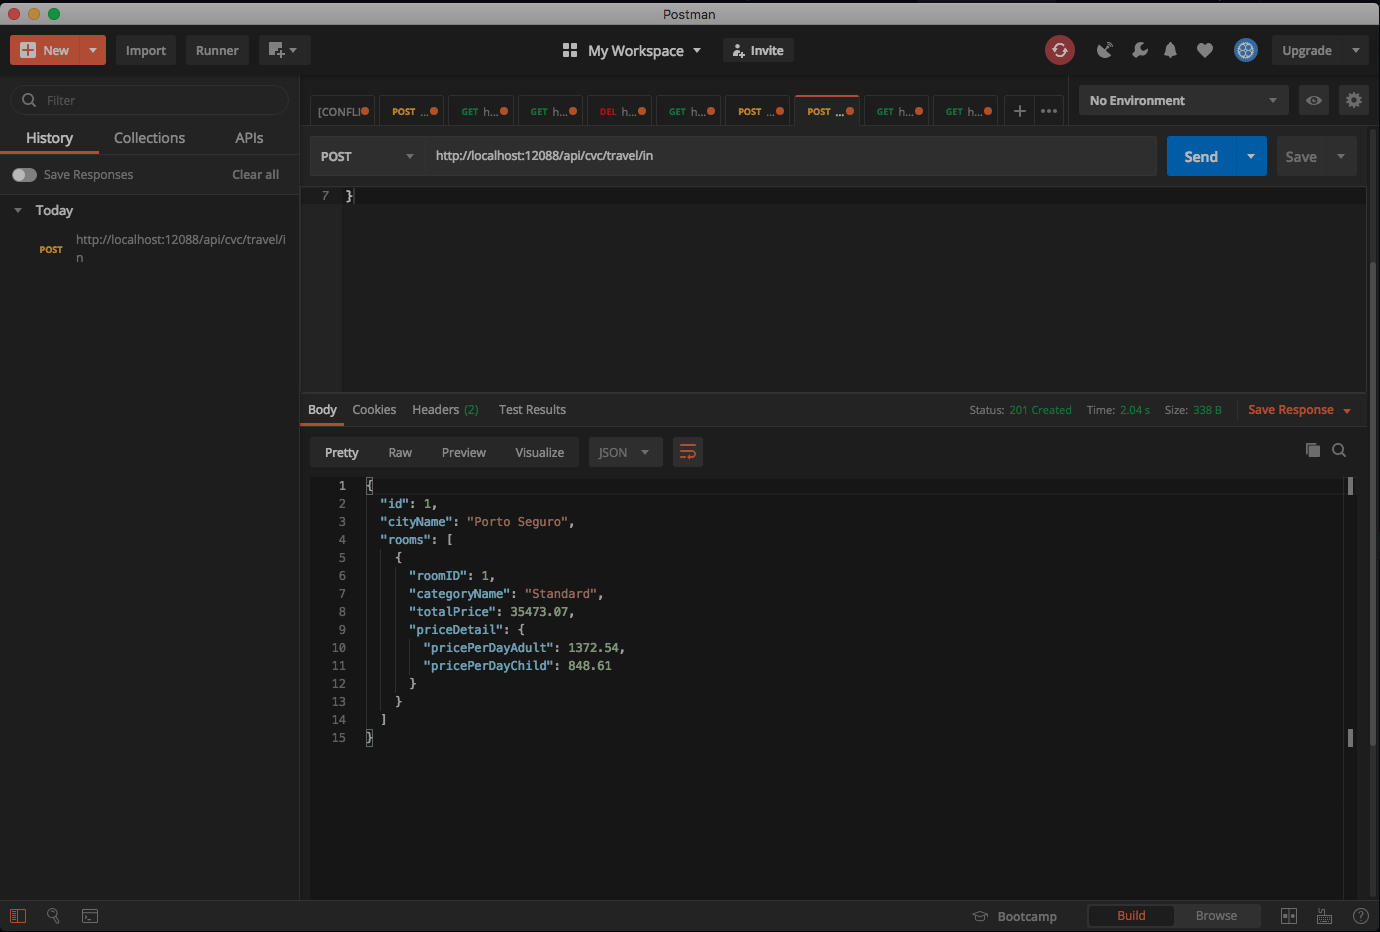 Postman
New
Import
Runner
My Workspace
Invite
Upgrade
Filter
History
Collections
APIs
Save Responses
Clear all
Today
POST
http://localhost:12088/api/cvc/travel/i
n
[CONFLI
POST ...
GET h...
GET h...
DEL h...
GET h...
POST ...
POST ...
GET h...
GET h...
No Environment
POST
http://localhost:12088/api/cvc/travel/in
Send
Save
7 }
Body
Cookies
Headers (2)
Test Results
Status: 201 Created
Time: 2.04 s
Size: 338 B
Save Response
Pretty
Raw
Preview
Visualize
JSON
1 {
2 "id": 1,
3 "cityName": "Porto Seguro",
4 "rooms": [
5 {
6 "roomID": 1,
7 "categoryName": "Standard",
8 "totalPrice": 35473.07,
9 "priceDetail": {
10 "pricePerDayAdult": 1372.54,
11 "pricePerDayChild": 848.61
12 }
13 }
14 ]
15 }
Bootcamp
Build
Browse